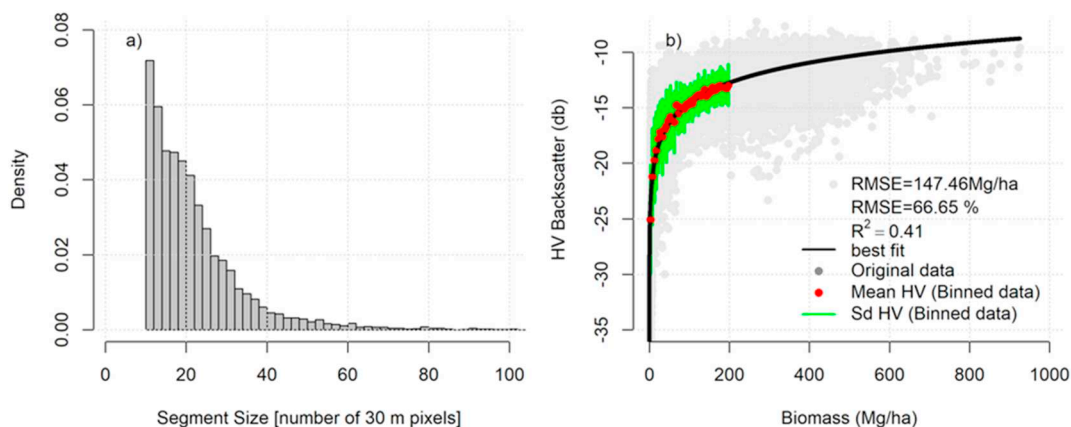 a)
Density
0.00
0.02
0.04
0.06
0.08
0
20
40
60
80
100
Segment Size [number of 30 m pixels]
b)
HV Backscatter (db)
-35
-30
-25
-20
-15
-10
RMSE=147.46Mg/ha
RMSE=66.65 %
R² = 0.41
best fit
Original data
Mean HV (Binned data)
Sd HV (Binned data)
0
200
400
600
800
1000
Biomass (Mg/ha)